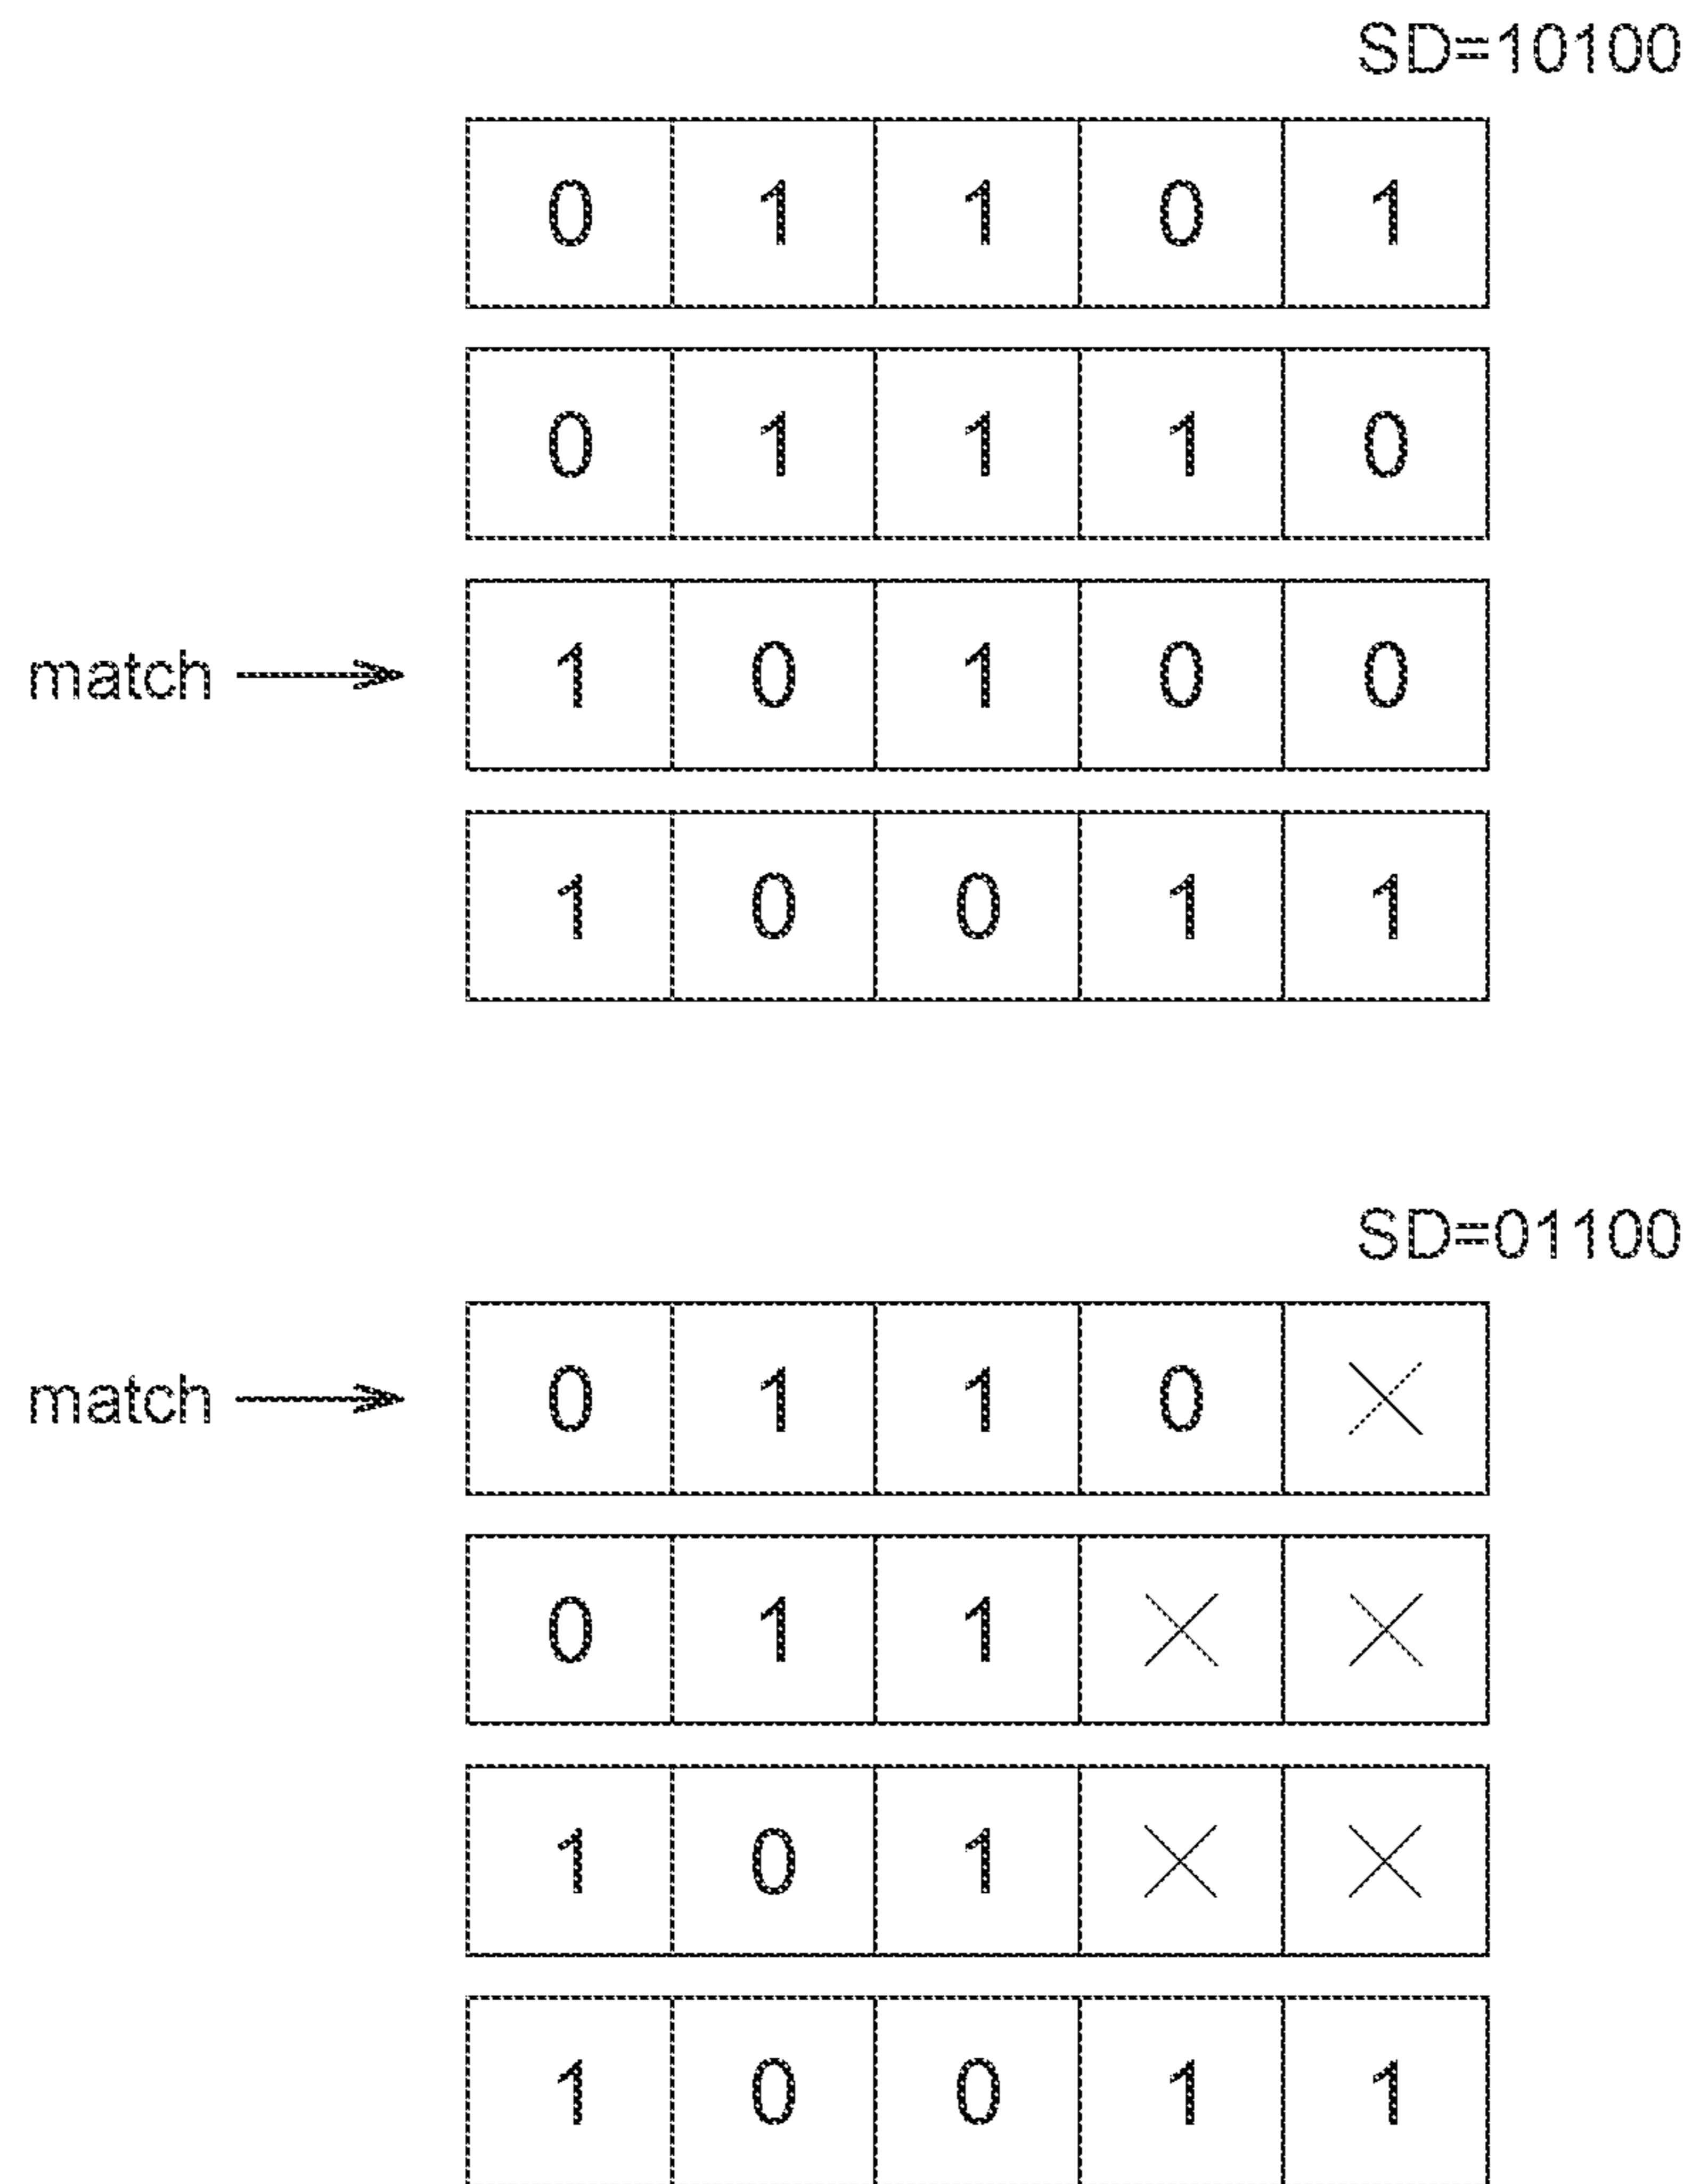 SD=10100
0 1 1 0 1
0 1 1 1 0
match 1 0 1 0 0
1 0 0 1 1
SD=01100
match 0 1 1 0 X
0 1 1 X X
1 0 1 X X
1 0 0 1 1